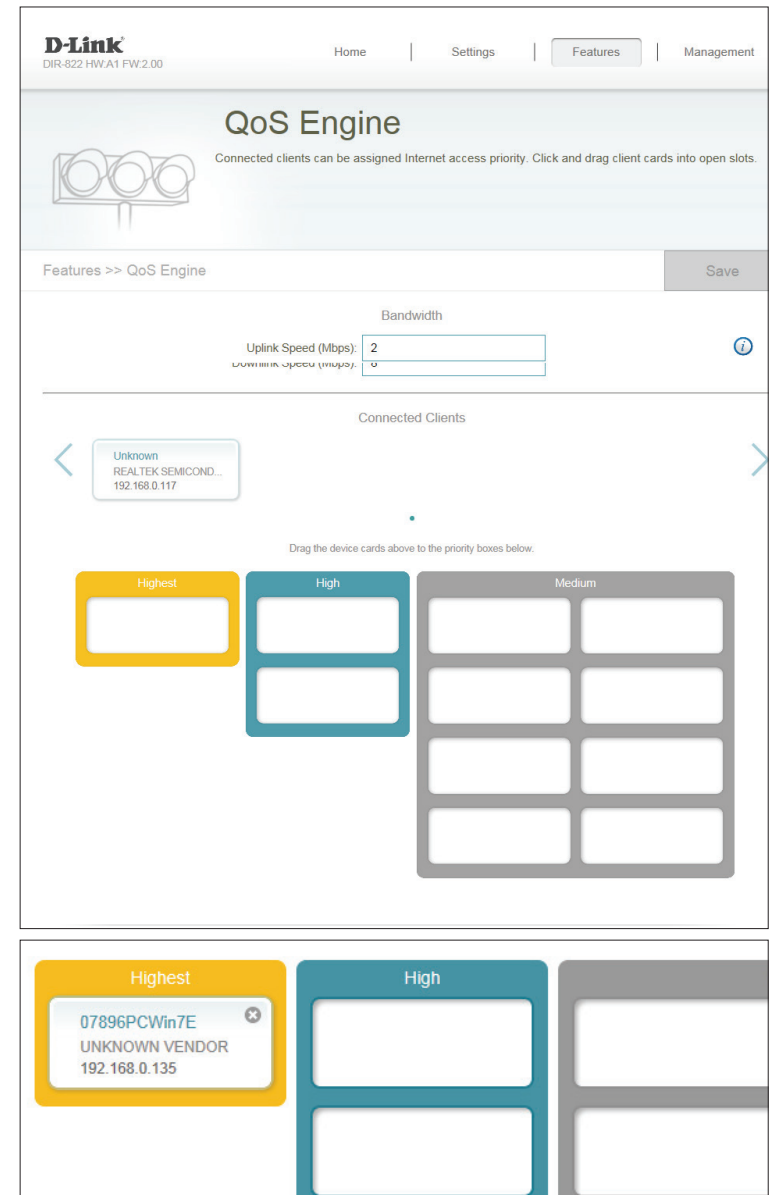 D-Link
DIR-822 HW:A1 FW:2.00
Home | Settings | Features | Management
QoS Engine
Connected clients can be assigned Internet access priority. Click and drag client cards into open slots.
Features >> QoS Engine
Save
Bandwidth
Uplink Speed (Mbps): 2
Downlink Speed (Mbps):
Connected Clients
Unknown
REALTEK SEMICOND...
192.168.0.117
Drag the device cards above to the priority boxes below.
Highest
High
Medium
Highest
High
07896PCWin7E
UNKNOWN VENDOR
192.168.0.135